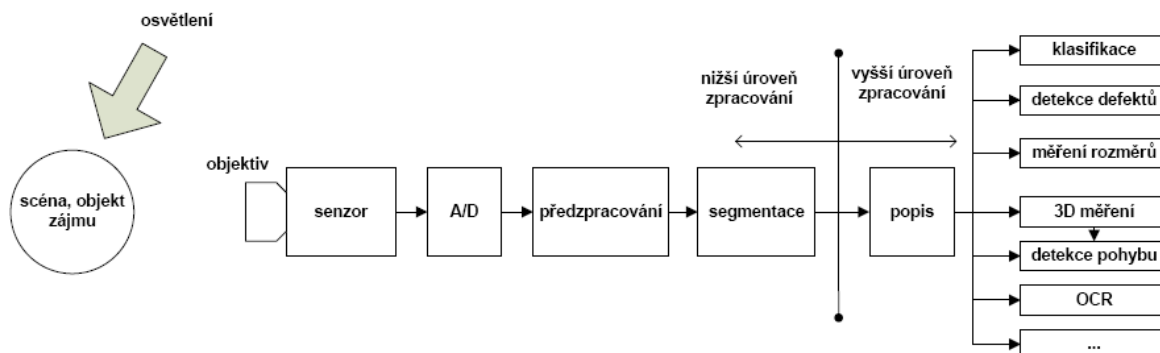 osvětlení
scéna, objekt
zájmu
objektiv
senzor
A/D
předzpracování
segmentace
nižší úroveň
zpracování
vyšší úroveň
zpracování
popis
klasifikace
detekce defektů
měření rozměrů
3D měření
detekce pohybu
OCR
...